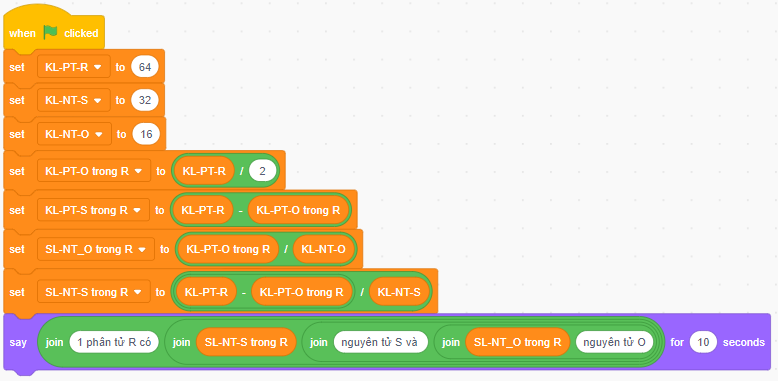 when clicked
set KL-PT-R to 64
set KL-NT-S to 32
set KL-NT-O to 16
set KL-PT-O trong R to KL-PT-R / 2
set KL-PT-S trong R to KL-PT-R - KL-PT-O trong R
set SL-NT_O trong R to KL-PT-O trong R / KL-NT-O
set SL-NT-S trong R to KL-PT-R - KL-PT-O trong R / KL-NT-S
say join 1 phân tử R có join SL-NT-S trong R join nguyên tử S và join SL-NT_O trong R nguyên tử O for 10 seconds